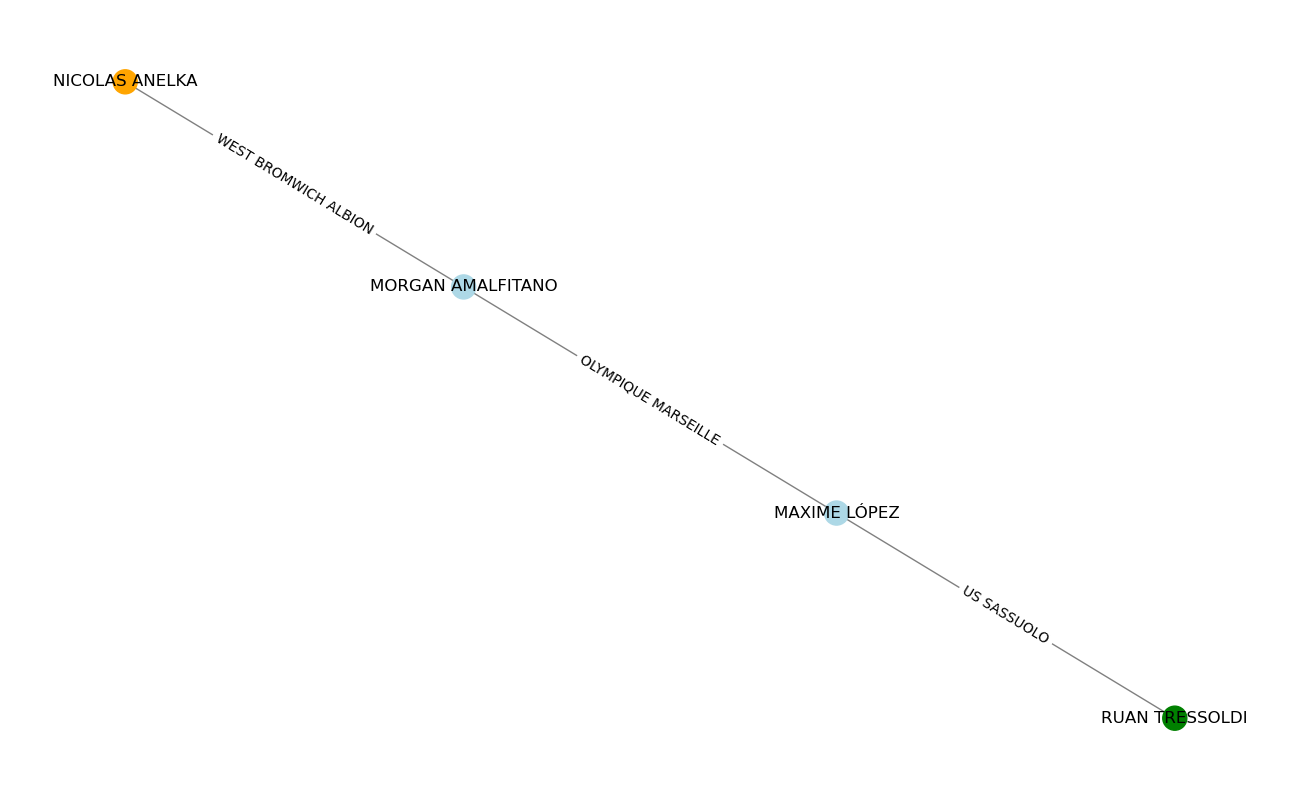 NICOLAS ANELKA
WEST BROMWICH ALBION
MORGAN AMALFITANO
OLYMPIQUE MARSEILLE
MAXIME LÓPEZ
US SASSUOLO
RUAN TRESSOLDI